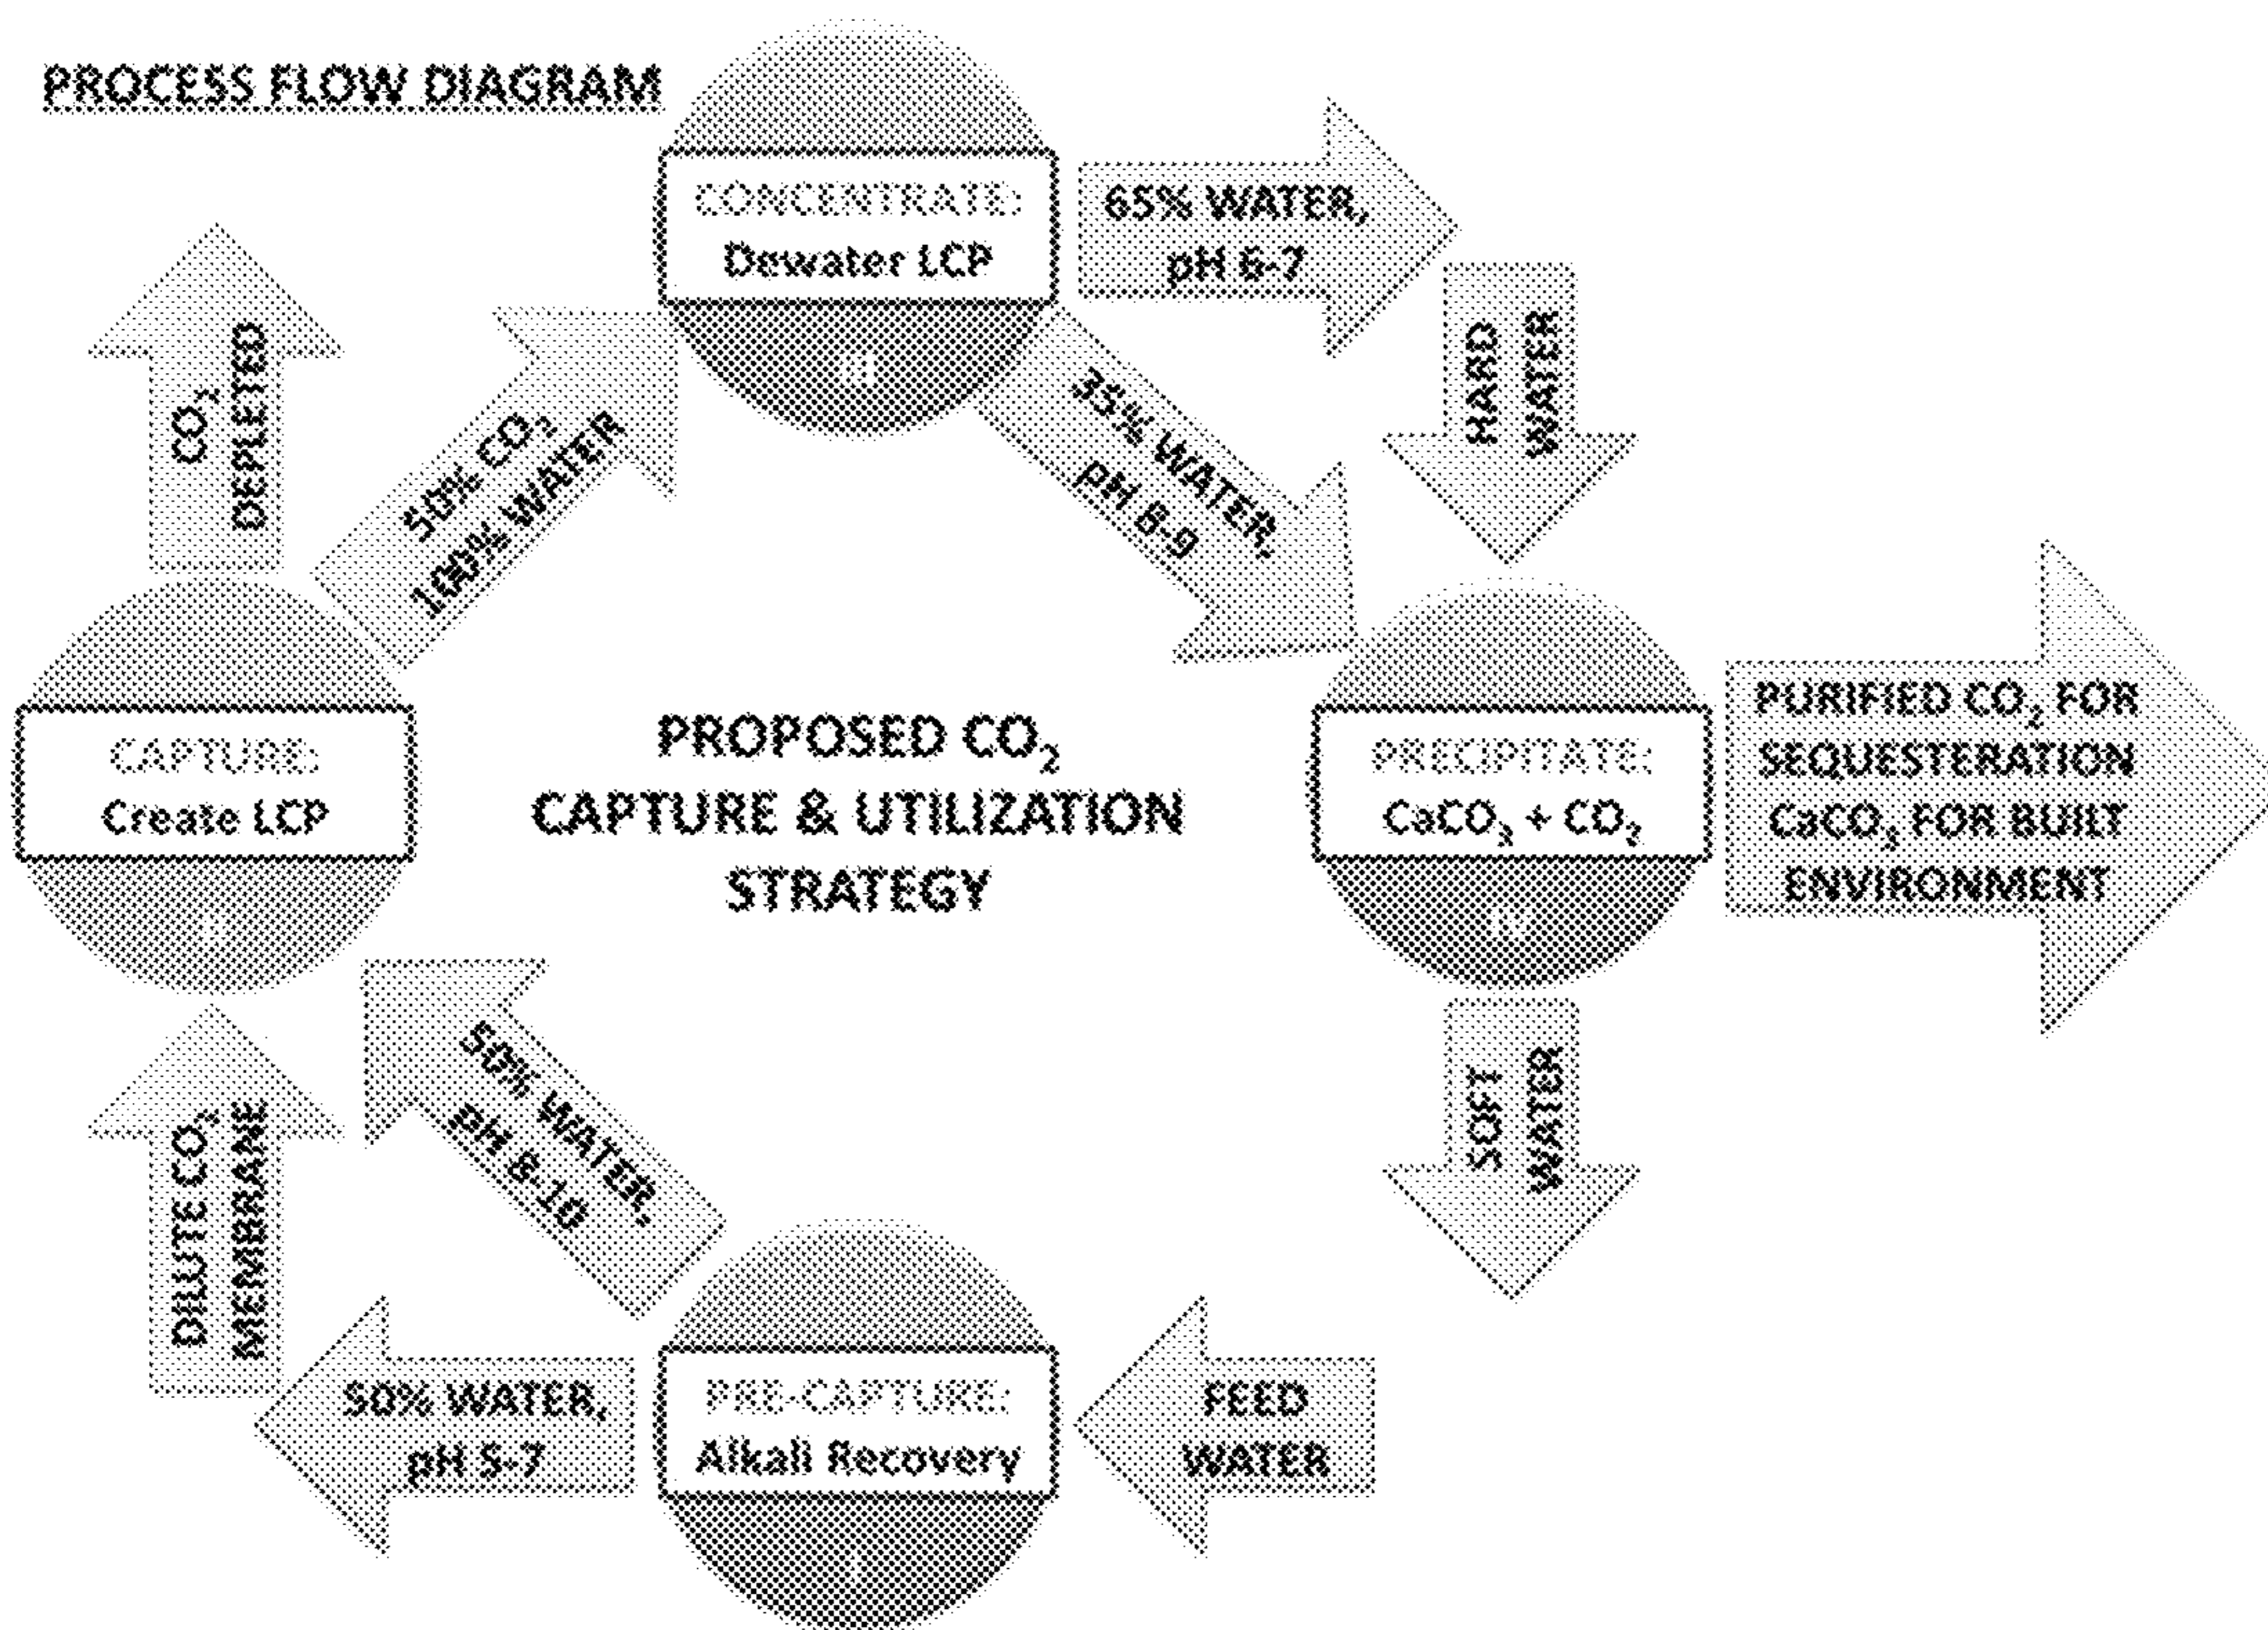 PROCESS FLOW DIAGRAM
CONCENTRATE:
Dewater LCP
65% WATER,
pH 6-7
HARD
WATER
CO₂
DEPLETED
50% CO₂
100% WATER
35% WATER,
pH 8-9
CAPTURE:
Create LCP
PROPOSED CO₂
CAPTURE & UTILIZATION
STRATEGY
PRECIPITATE:
CaCO₃ + CO₂
PURIFIED CO₂ FOR
SEQUESTERATION
CaCO₃ FOR BUILT
ENVIRONMENT
DILUTE CO₂
MEMBRANE
50% WATER,
pH 8-10
SOFT
WATER
50% WATER,
pH 5-7
PRE-CAPTURE:
Alkali Recovery
FEED
WATER